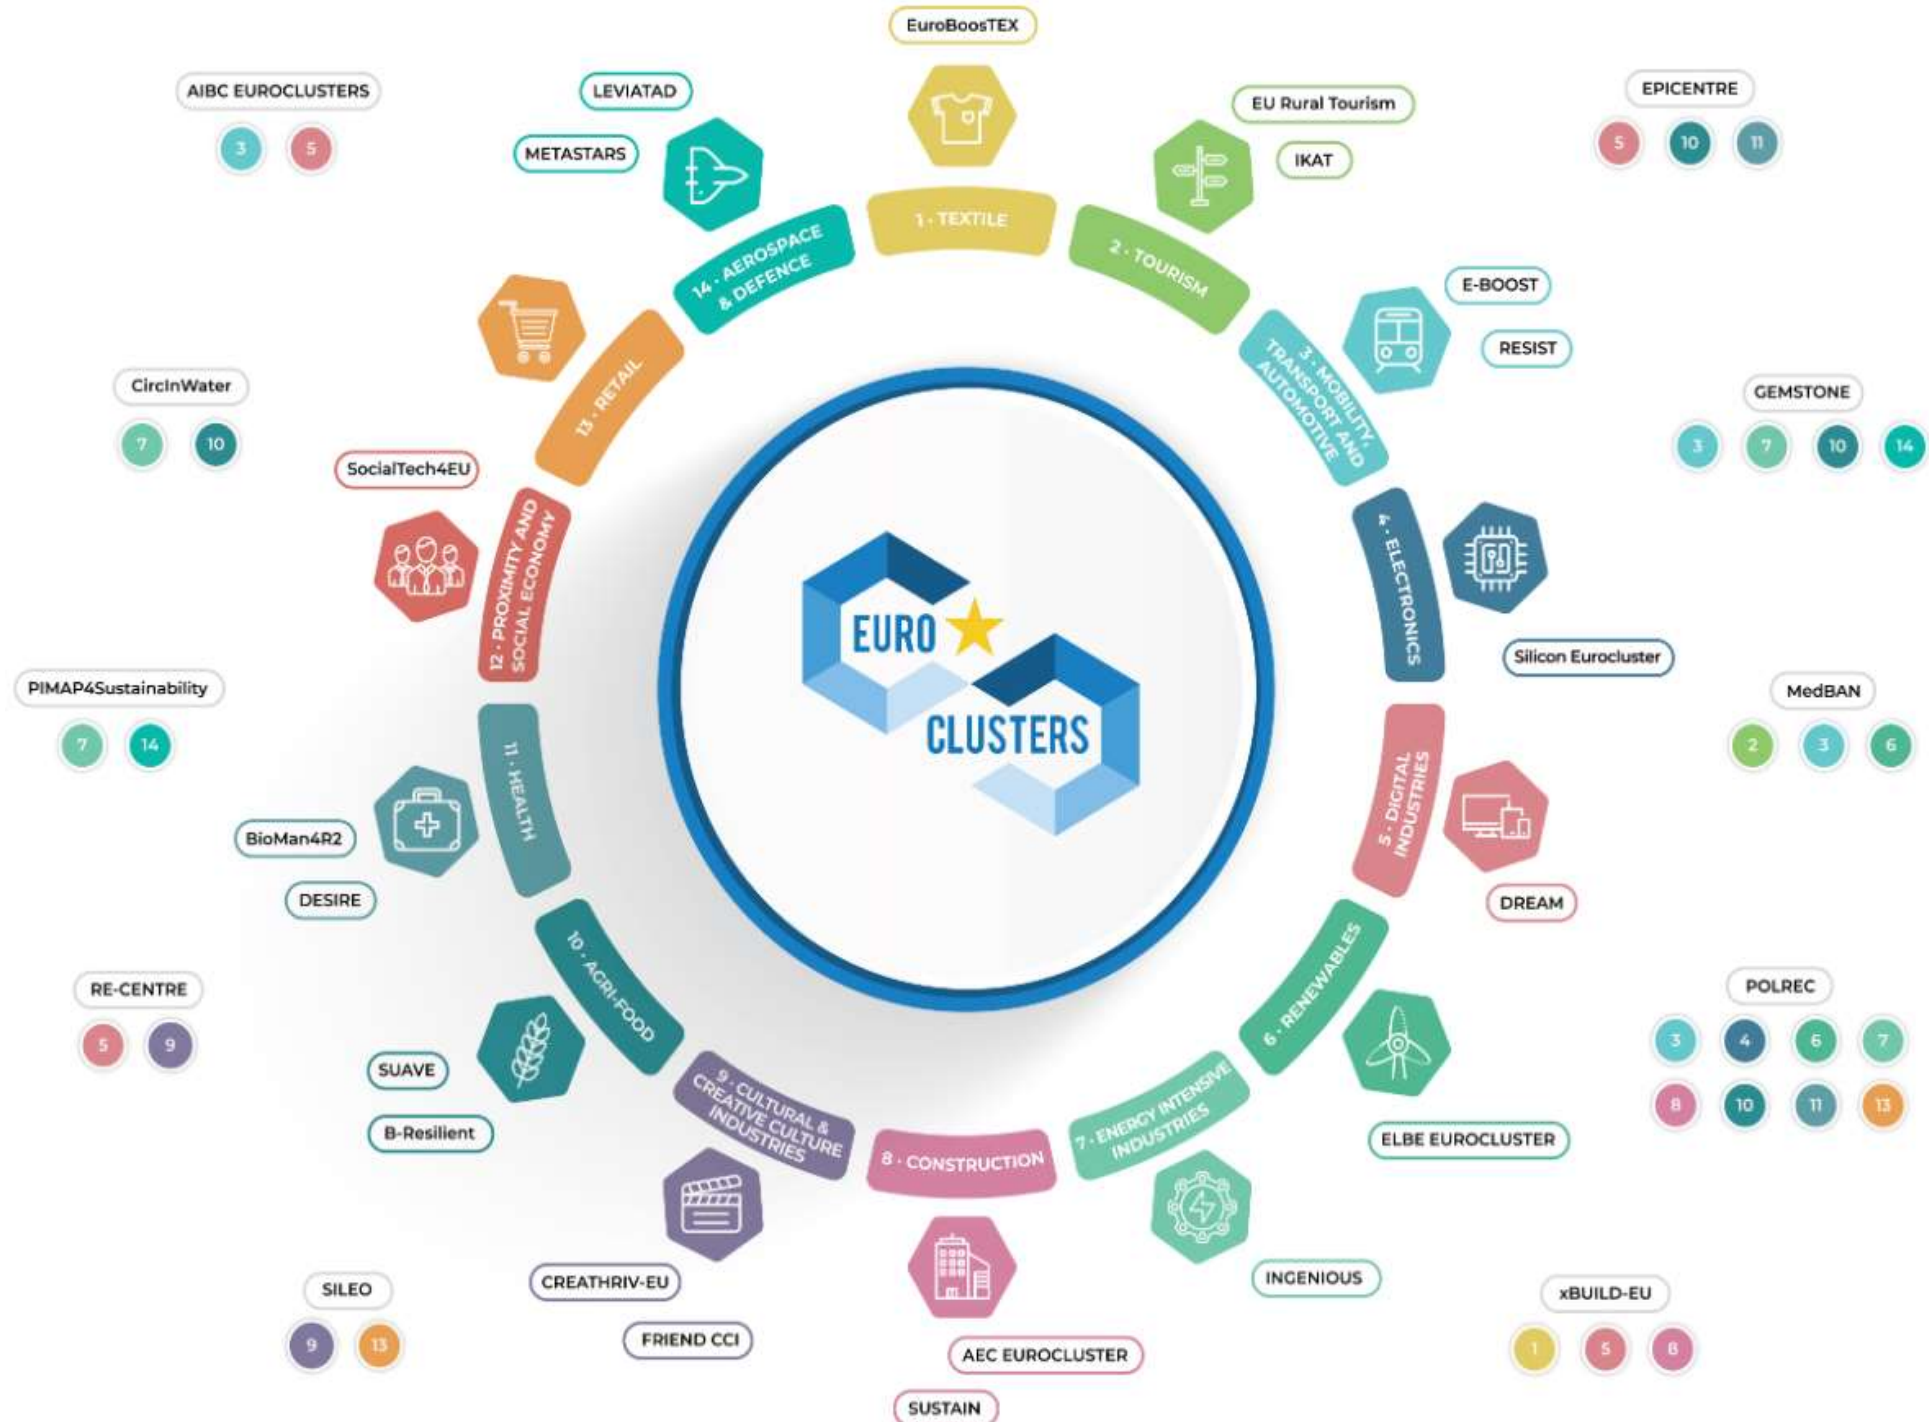 EuroBoosTEX
AIBC EUROCLUSTERS
3 5
LEVIATAD
METASTARS
EU Rural Tourism
IKAT
EPICENTRE
5 10 11
1 • TEXTILE
2 • TOURISM
14 • AEROSPACE
& DEFENCE
E-BOOST
RESIST
3 • MOBILITY,
TRANSPORT AND
AUTOMOTIVE
13 • RETAIL
CircInWater
7 10
GEMSTONE
3 7 10 14
SocialTech4EU
12 • PROXIMITY AND
SOCIAL ECONOMY
4 • ELECTRONICS
Silicon Eurocluster
EURO
CLUSTERS
PIMAP4Sustainability
7 14
MedBAN
2 3 6
11 • HEALTH
5 • DIGITAL
INDUSTRIES
BioMan4R2
DESIRE
DREAM
10 • AGRI-FOOD
6 • RENEWABLES
RE-CENTRE
5 9
POLREC
3 4 6 7
8 10 11 13
SUAVE
B-Resilient
9 • CULTURAL &
CREATIVE CULTURE
INDUSTRIES
8 • CONSTRUCTION
7 • ENERGY INTENSIVE
INDUSTRIES
ELBE EUROCLUSTER
CREATHRIV-EU
FRIEND CCI
INGENIOUS
SILEO
9 13
xBUILD-EU
1 5 8
AEC EUROCLUSTER
SUSTAIN